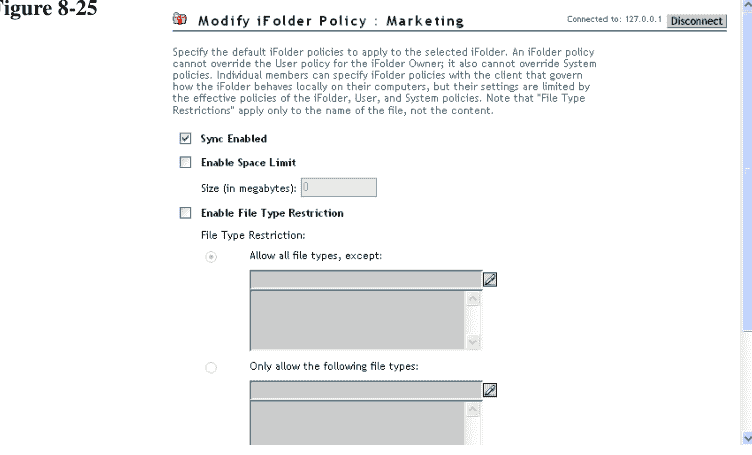 Figure 8-25
Modify iFolder Policy : Marketing
Connected to: 127.0.0.1 Disconnect
Specify the default iFolder policies to apply to the selected iFolder. An iFolder policy
cannot override the User policy for the iFolder Owner; it also cannot override System
policies. Individual members can specify iFolder policies with the client that govern
how the iFolder behaves locally on their computers, but their settings are limited by
the effective policies of the iFolder, User, and System policies. Note that "File Type
Restrictions" apply only to the name of the file, not the content.
Sync Enabled
Enable Space Limit
Size (in megabytes): 0
Enable File Type Restriction
File Type Restriction:
Allow all file types, except:
Only allow the following file types: